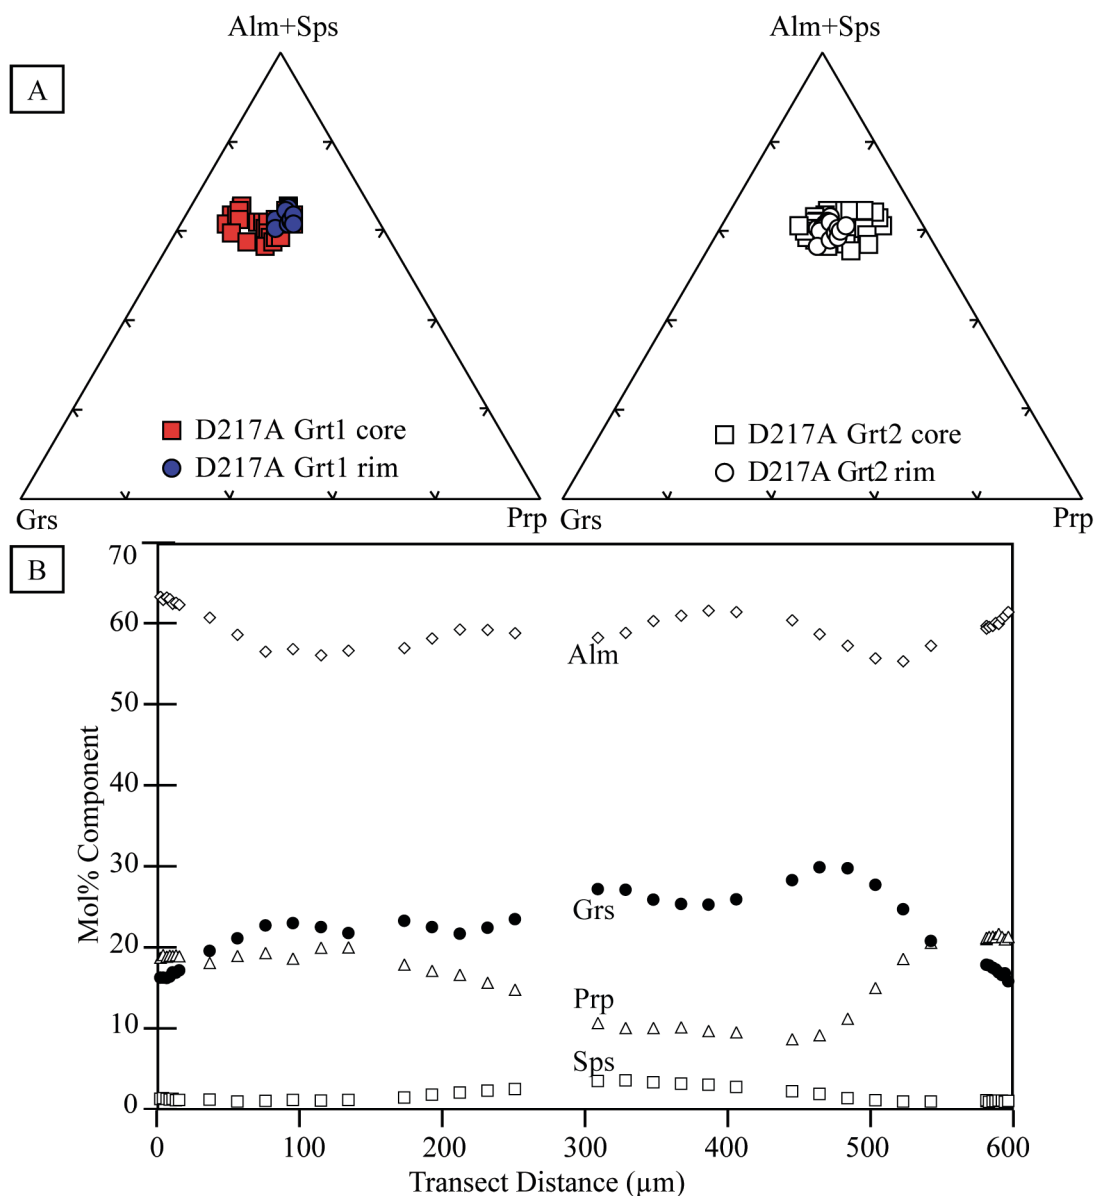 A
Alm+Sps
Alm+Sps
D217A Grt1 core
D217A Grt1 rim
D217A Grt2 core
D217A Grt2 rim
Grs
Prp
Grs
Prp
B
70
60
50
40
30
20
10
0
Mol% Component
Alm
Grs
Prp
Sps
0
100
200
300
400
500
600
Transect Distance (µm)